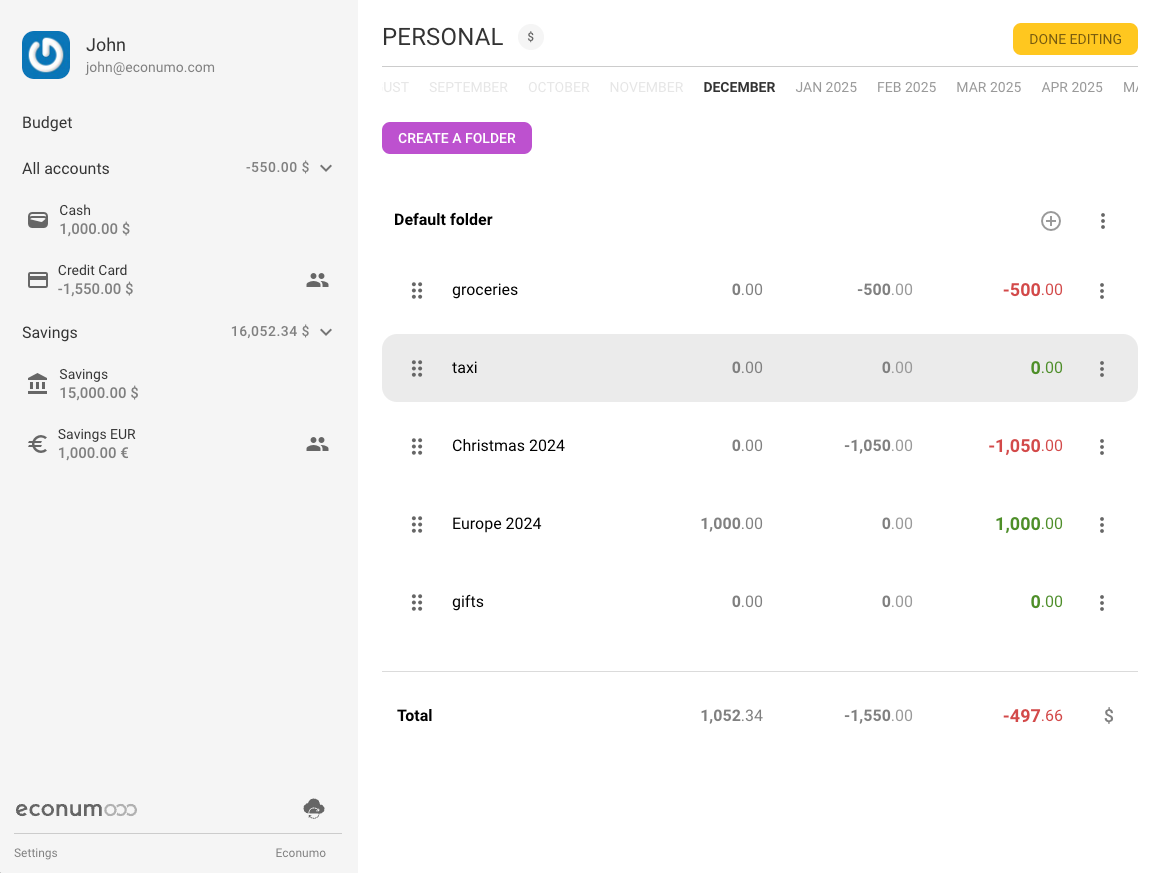 John
john@econumo.com
Budget
All accounts -550.00 $
Cash
1,000.00 $
Credit Card
-1,550.00 $
Savings 16,052.34 $
Savings
15,000.00 $
Savings EUR
1,000.00 €
econumo
Settings Econumo
PERSONAL $
DONE EDITING
UST SEPTEMBER OCTOBER NOVEMBER DECEMBER JAN 2025 FEB 2025 MAR 2025 APR 2025 MA
CREATE A FOLDER
Default folder
groceries 0.00 -500.00 -500.00
taxi 0.00 0.00 0.00
Christmas 2024 0.00 -1,050.00 -1,050.00
Europe 2024 1,000.00 0.00 1,000.00
gifts 0.00 0.00 0.00
Total 1,052.34 -1,550.00 -497.66 $